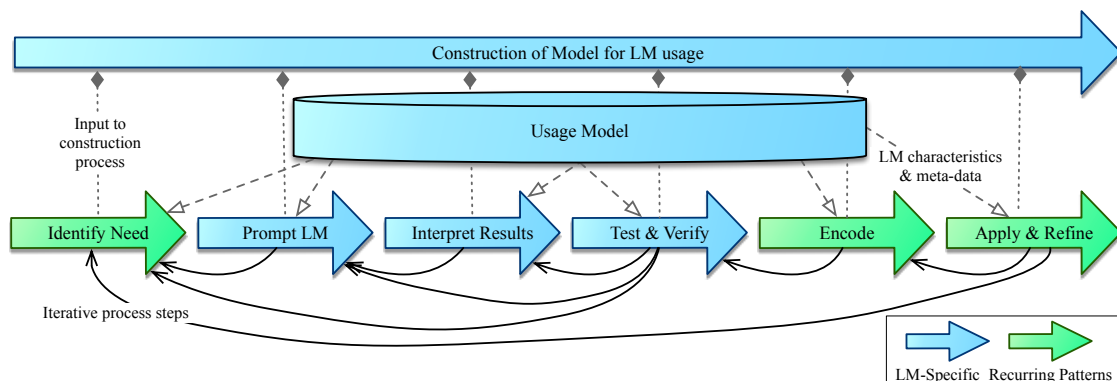 Construction of Model for LM usage
Input to
construction
process
Usage Model
LM characteristics
& meta-data
Identify Need
Prompt LM
Interpret Results
Test & Verify
Encode
Apply & Refine
Iterative process steps
LM-Specific
Recurring Patterns